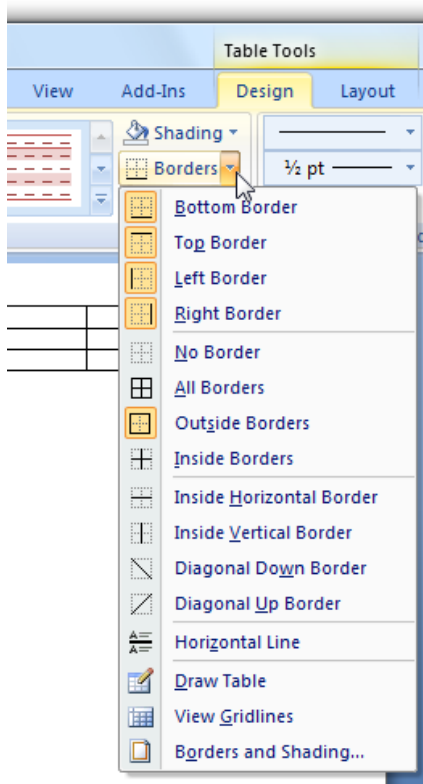 Table Tools
View Add-Ins Design Layout
Shading
Borders ½ pt
Bottom Border
Top Border
Left Border
Right Border
No Border
All Borders
Outside Borders
Inside Borders
Inside Horizontal Border
Inside Vertical Border
Diagonal Down Border
Diagonal Up Border
Horizontal Line
Draw Table
View Gridlines
Borders and Shading...